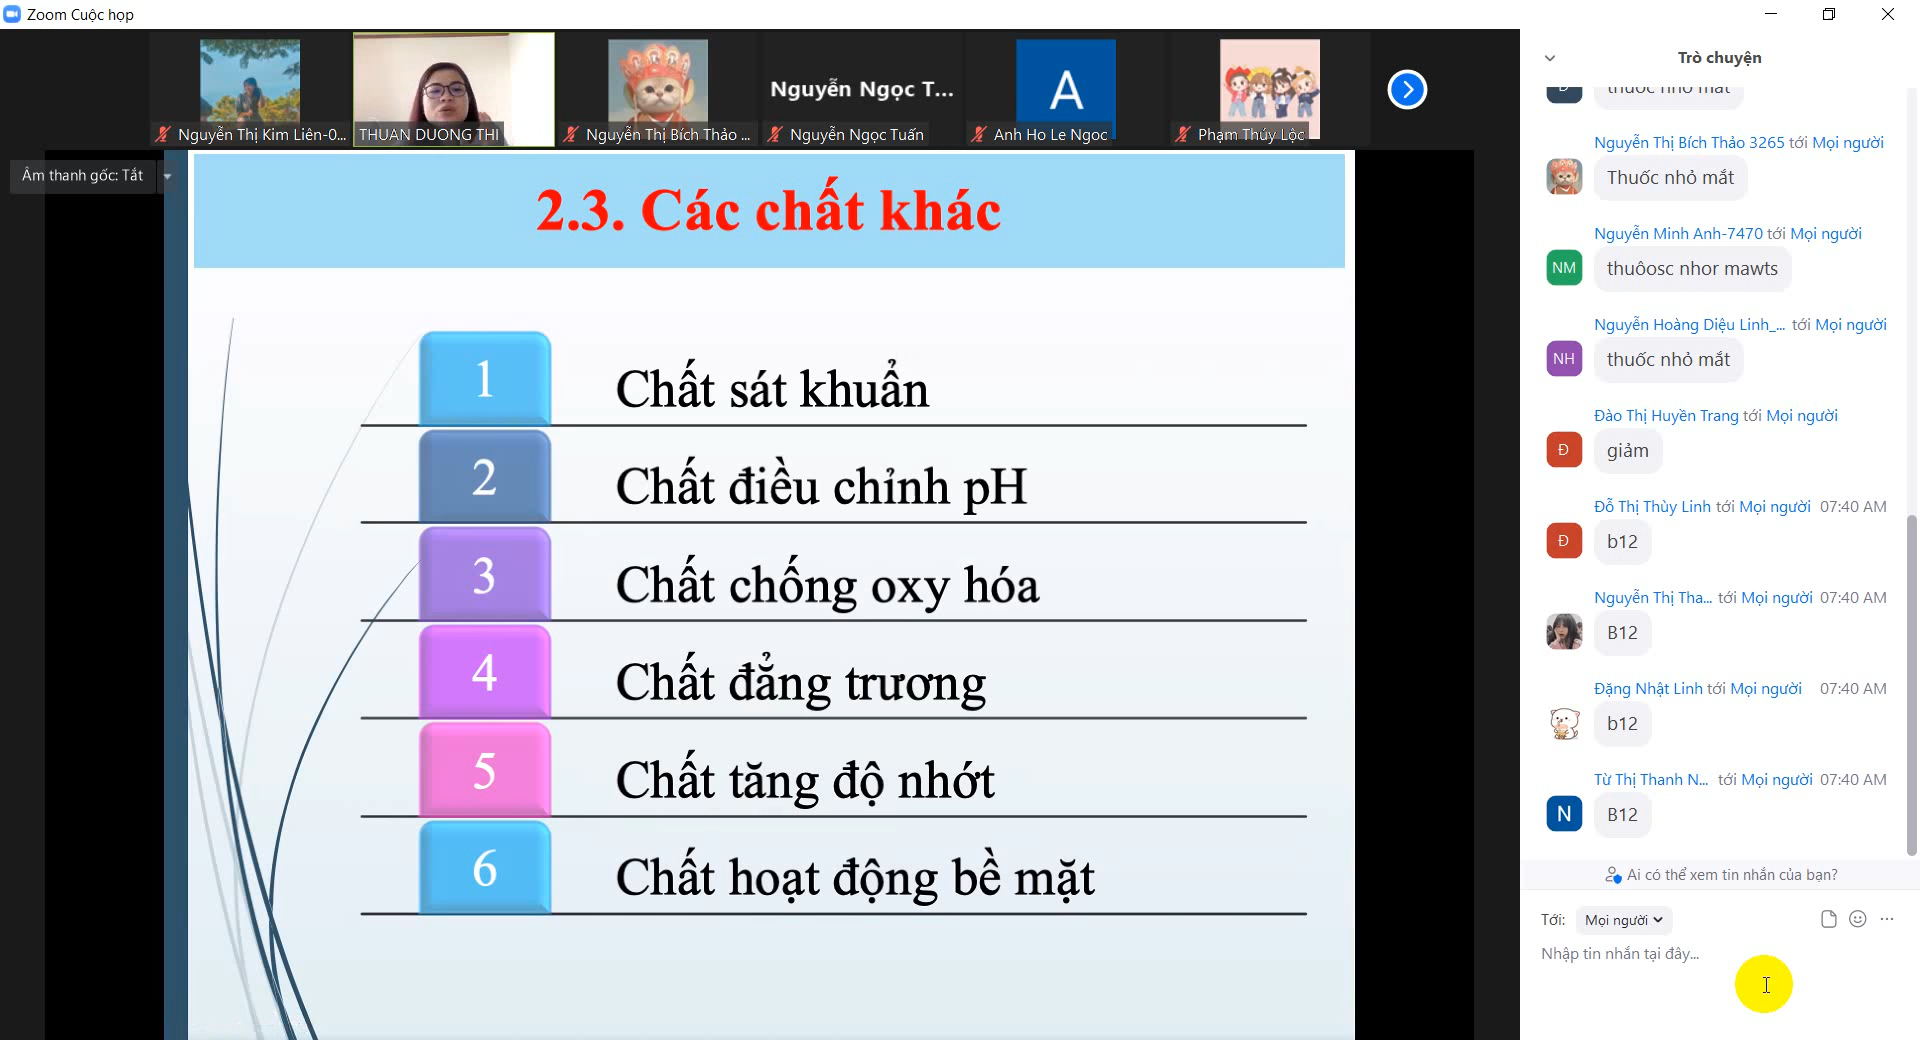 Zoom Cuộc họp
Nguyễn Thị Kim Liên-0...
THUAN DUONG THI
Nguyễn Thị Bích Thảo ...
Nguyễn Ngọc T...
Nguyễn Ngọc Tuấn
A
Anh Ho Le Ngoc
Phạm Thúy Lộc
Âm thanh gốc: Tắt
2.3. Các chất khác
1 Chất sát khuẩn
2 Chất điều chỉnh pH
3 Chất chống oxy hóa
4 Chất đẳng trương
5 Chất tăng độ nhớt
6 Chất hoạt động bề mặt
Trò chuyện
thuốc nhỏ mắt
Nguyễn Thị Bích Thảo 3265 tới Mọi người
Thuốc nhỏ mắt
Nguyễn Minh Anh-7470 tới Mọi người
NM
thuôosc nhor mawts
Nguyễn Hoàng Diệu Linh_... tới Mọi người
NH
thuốc nhỏ mắt
Đào Thị Huyền Trang tới Mọi người
Đ
giảm
Đỗ Thị Thùy Linh tới Mọi người 07:40 AM
Đ
b12
Nguyễn Thị Tha... tới Mọi người 07:40 AM
B12
Đặng Nhật Linh tới Mọi người 07:40 AM
b12
Từ Thị Thanh N... tới Mọi người 07:40 AM
N
B12
Ai có thể xem tin nhắn của bạn?
Tới: Mọi người
Nhập tin nhắn tại đây...